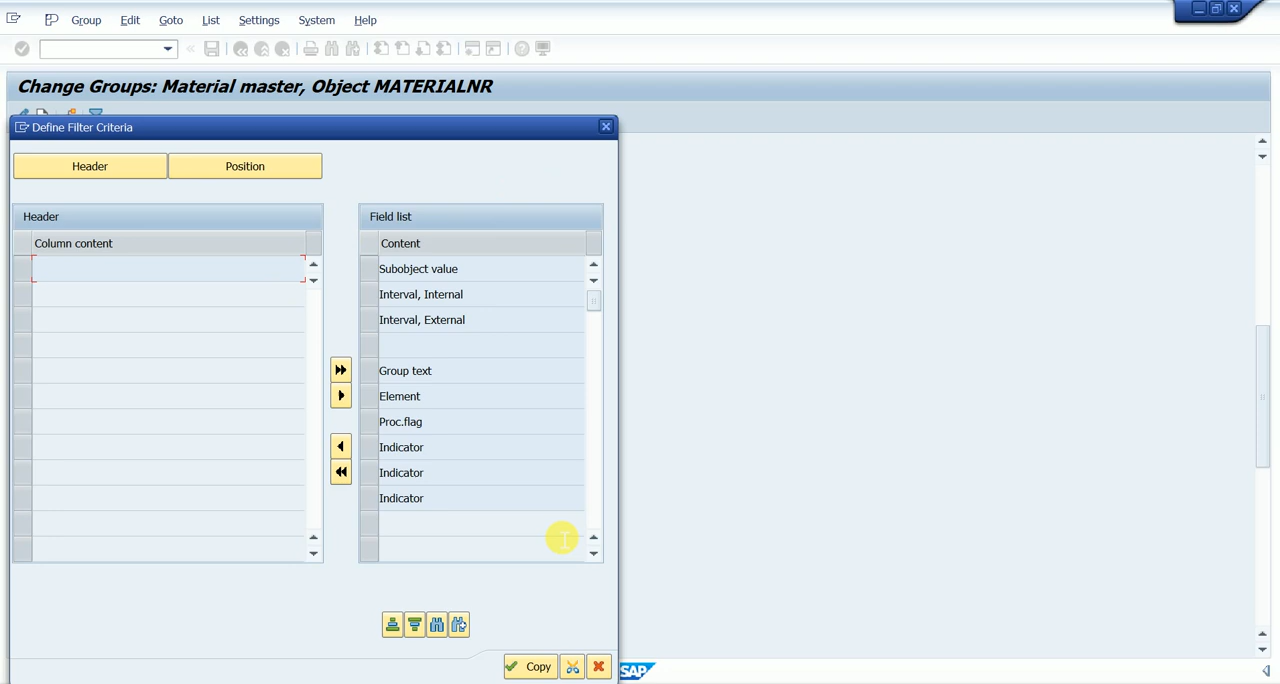 Group Edit Goto List Settings System Help
Change Groups: Material master, Object MATERIALNR
Define Filter Criteria
Header Position
Header
Column content
Field list
Content
Subobject value
Interval, Internal
Interval, External
Group text
Element
Proc.flag
Indicator
Indicator
Indicator
Copy
SAP